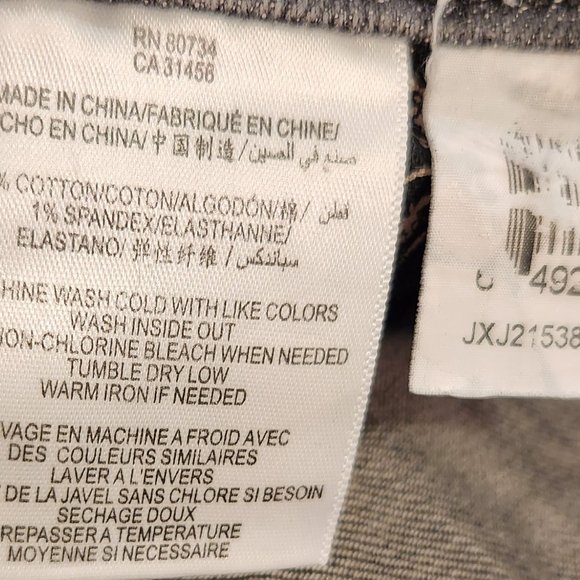 RN 80734
CA 31458
MADE IN CHINA/FABRIQUÉ EN CHINE/
CHO EN CHINA/中国制造/ صنع في الصين
% COTTON/COTON/ALGODÓN/棉/ قطن/
1% SPANDEX/ELASTHANNE/
ELASTANO/弹性纤维/ سباندكس
HINE WASH COLD WITH LIKE COLORS
WASH INSIDE OUT
NON-CHLORINE BLEACH WHEN NEEDED
TUMBLE DRY LOW
WARM IRON IF NEEDED
VAGE EN MACHINE A FROID AVEC
DES COULEURS SIMILAIRES
LAVER A L'ENVERS
DE LA JAVEL SANS CHLORE SI BESOIN
SECHAGE DOUX
REPASSER A TEMPERATURE
MOYENNE SI NECESSAIRE
492
JXJ21538